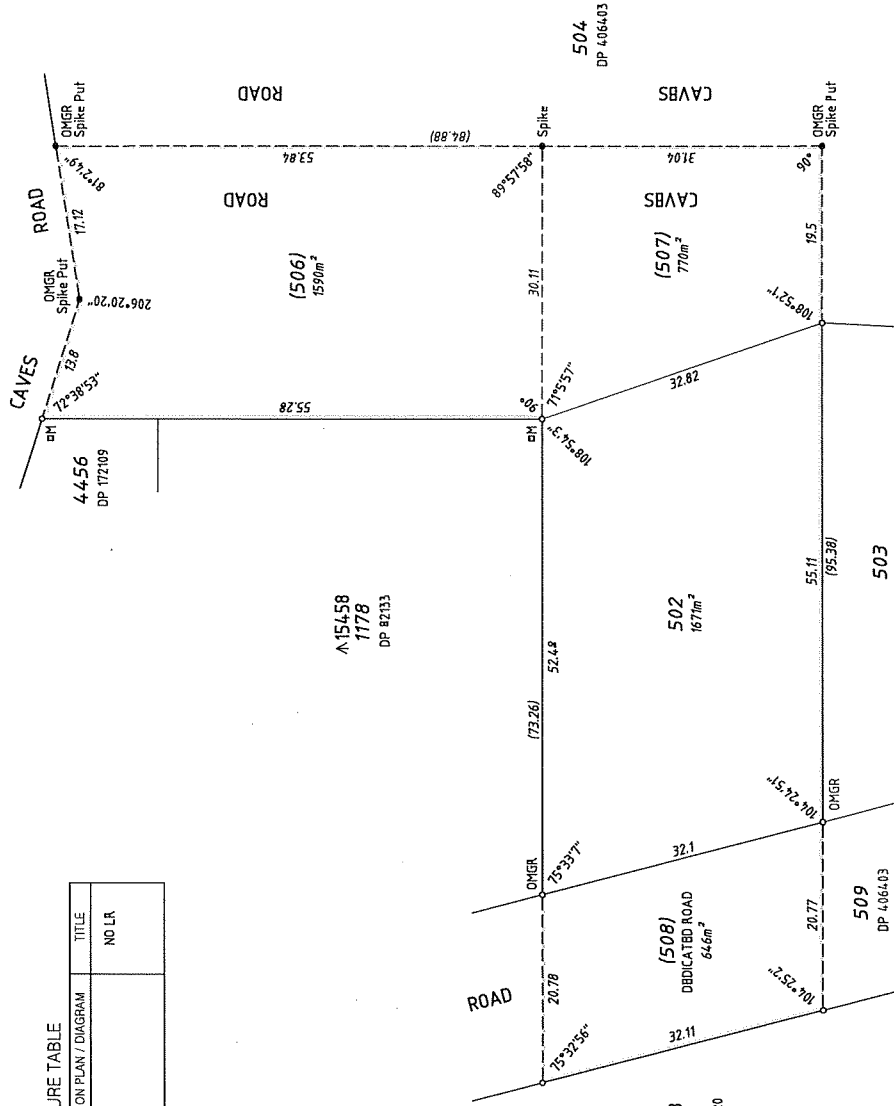 OMGR
Spike Put
81°2'49"
ROAD
17.12
OMGR
Spike Put
206°20'20"
CAVES
13.8
72°38'53"
M
4456
DP 172109
ROAD
53.84
(84.88)
ROAD
(506)
1590m²
55.28
504
DP 406403
89°57'58"
Spike
30.11
90°
71°5'57"
M
108°54'3"
CAVBS
31.04
CAVBS
(507)
770m²
90°
OMGR
Spike Put
19.5
108°52'1"
32.82
15458
1178
DP 82133
52.48
(73.26)
502
1671m²
55.11
(95.38)
503
OMGR
75°33'7"
104°24'51"
OMGR
32.1
ROAD
20.78
(508)
DBDICATBD ROAD
646m²
20.77
509
DP 406403
75°32'56"
32.11
104°25'2"
URE TABLE
ON PLAN / DIAGRAM
TITLE
NO LR
20